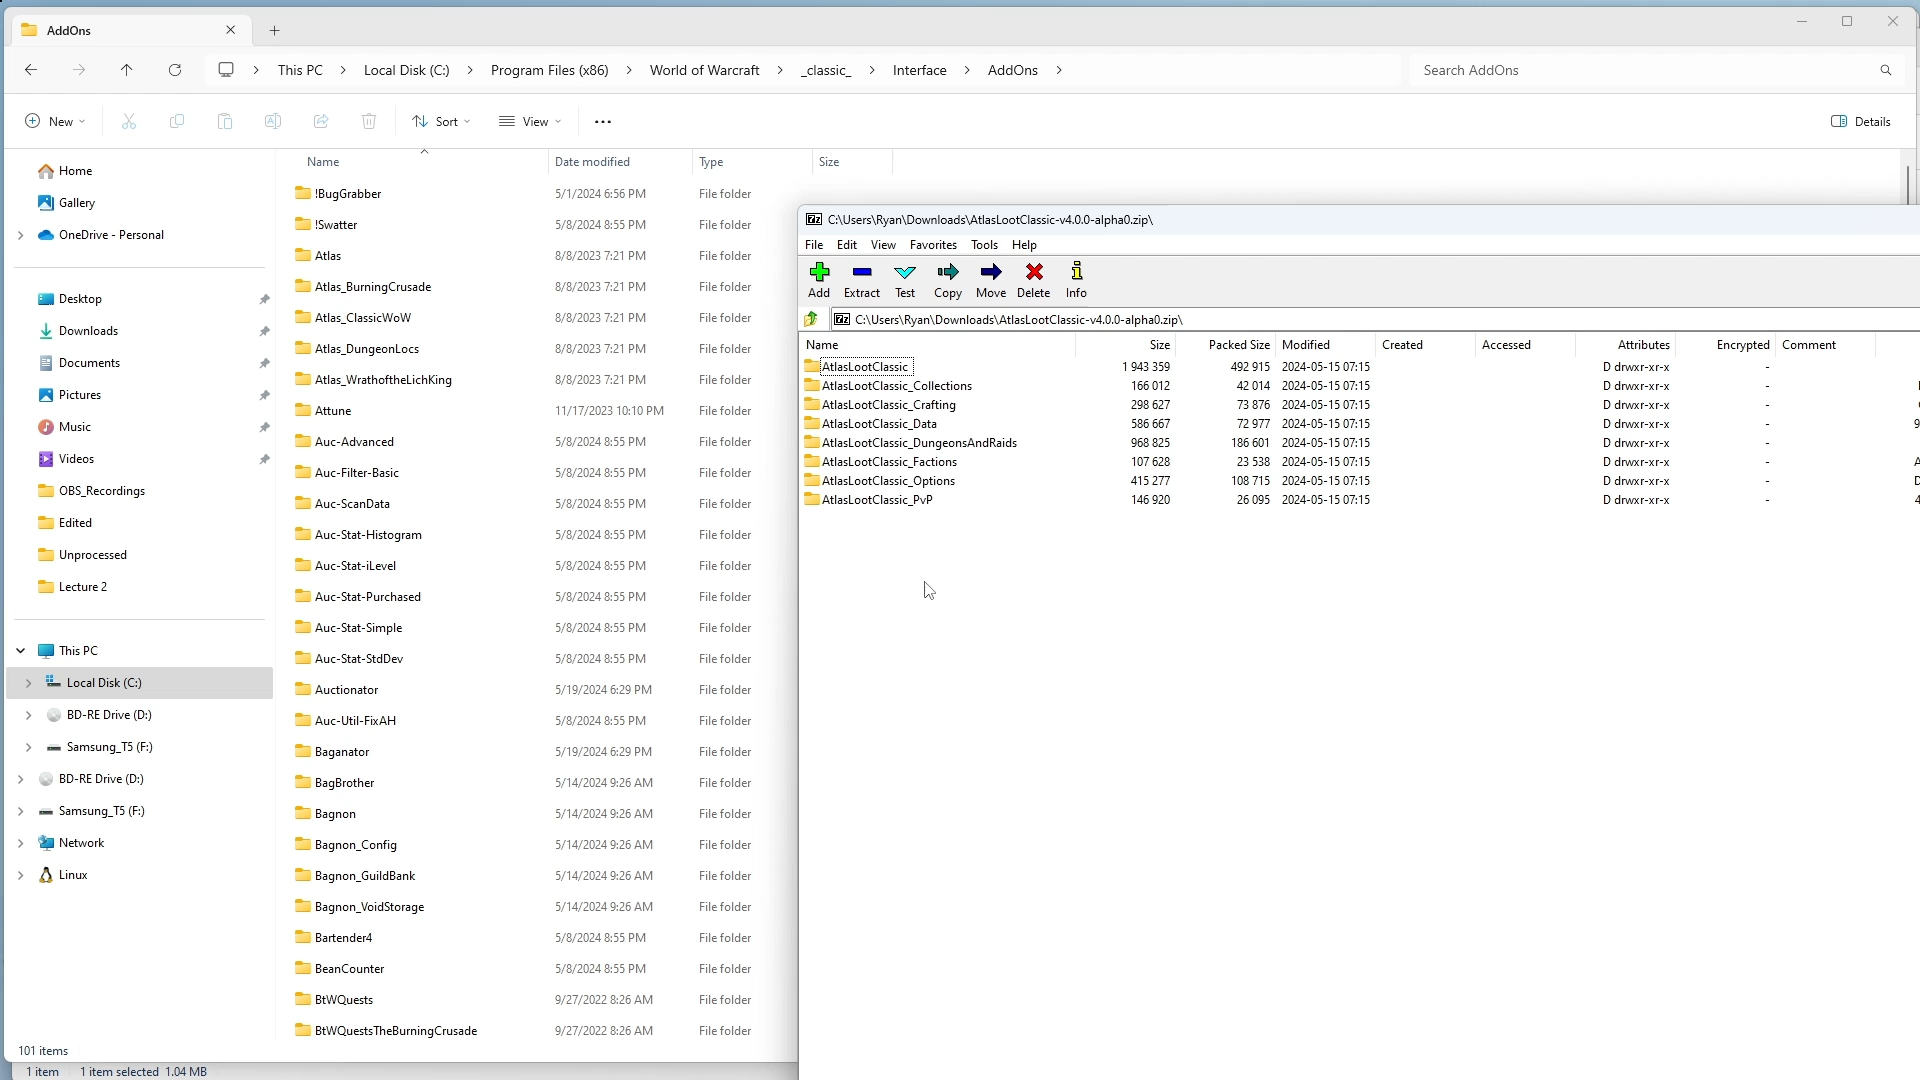 AddOns
This PC > Local Disk (C:) > Program Files (x86) > World of Warcraft > _classic_ > Interface > AddOns >
Search AddOns
New
Sort
View
Details
Home
Gallery
OneDrive - Personal
Desktop
Downloads
Documents
Pictures
Music
Videos
OBS_Recordings
Edited
Unprocessed
Lecture 2
This PC
Local Disk (C:)
BD-RE Drive (D:)
Samsung_T5 (F:)
BD-RE Drive (D:)
Samsung_T5 (F:)
Network
Linux
Name Date modified Type Size
!BugGrabber 5/1/2024 6:56 PM File folder
!Swatter 5/8/2024 8:55 PM File folder
Atlas 8/8/2023 7:21 PM File folder
Atlas_BurningCrusade 8/8/2023 7:21 PM File folder
Atlas_ClassicWoW 8/8/2023 7:21 PM File folder
Atlas_DungeonLocs 8/8/2023 7:21 PM File folder
Atlas_WrathoftheLichKing 8/8/2023 7:21 PM File folder
Attune 11/17/2023 10:10 PM File folder
Auc-Advanced 5/8/2024 8:55 PM File folder
Auc-Filter-Basic 5/8/2024 8:55 PM File folder
Auc-ScanData 5/8/2024 8:55 PM File folder
Auc-Stat-Histogram 5/8/2024 8:55 PM File folder
Auc-Stat-iLevel 5/8/2024 8:55 PM File folder
Auc-Stat-Purchased 5/8/2024 8:55 PM File folder
Auc-Stat-Simple 5/8/2024 8:55 PM File folder
Auc-Stat-StdDev 5/8/2024 8:55 PM File folder
Auctionator 5/19/2024 6:29 PM File folder
Auc-Util-FixAH 5/8/2024 8:55 PM File folder
Baganator 5/19/2024 6:29 PM File folder
BagBrother 5/14/2024 9:26 AM File folder
Bagnon 5/14/2024 9:26 AM File folder
Bagnon_Config 5/14/2024 9:26 AM File folder
Bagnon_GuildBank 5/14/2024 9:26 AM File folder
Bagnon_VoidStorage 5/14/2024 9:26 AM File folder
Bartender4 5/8/2024 8:55 PM File folder
BeanCounter 5/8/2024 8:55 PM File folder
BtWQuests 9/27/2022 8:26 AM File folder
BtWQuestsTheBurningCrusade 9/27/2022 8:26 AM File folder
101 items
1 item 1 item selected 1.04 MB
7z C:\Users\Ryan\Downloads\AtlasLootClassic-v4.0.0-alpha0.zip\
File Edit View Favorites Tools Help
Add Extract Test Copy Move Delete Info
7z C:\Users\Ryan\Downloads\AtlasLootClassic-v4.0.0-alpha0.zip\
Name Size Packed Size Modified Created Accessed Attributes Encrypted Comment
AtlasLootClassic 1 943 359 492 915 2024-05-15 07:15 D drwxr-xr-x -
AtlasLootClassic_Collections 166 012 42 014 2024-05-15 07:15 D drwxr-xr-x -
AtlasLootClassic_Crafting 298 627 73 876 2024-05-15 07:15 D drwxr-xr-x -
AtlasLootClassic_Data 586 667 72 977 2024-05-15 07:15 D drwxr-xr-x - 9
AtlasLootClassic_DungeonsAndRaids 968 825 186 601 2024-05-15 07:15 D drwxr-xr-x -
AtlasLootClassic_Factions 107 628 23 538 2024-05-15 07:15 D drwxr-xr-x -
AtlasLootClassic_Options 415 277 108 715 2024-05-15 07:15 D drwxr-xr-x -
AtlasLootClassic_PvP 146 920 26 095 2024-05-15 07:15 D drwxr-xr-x - 4